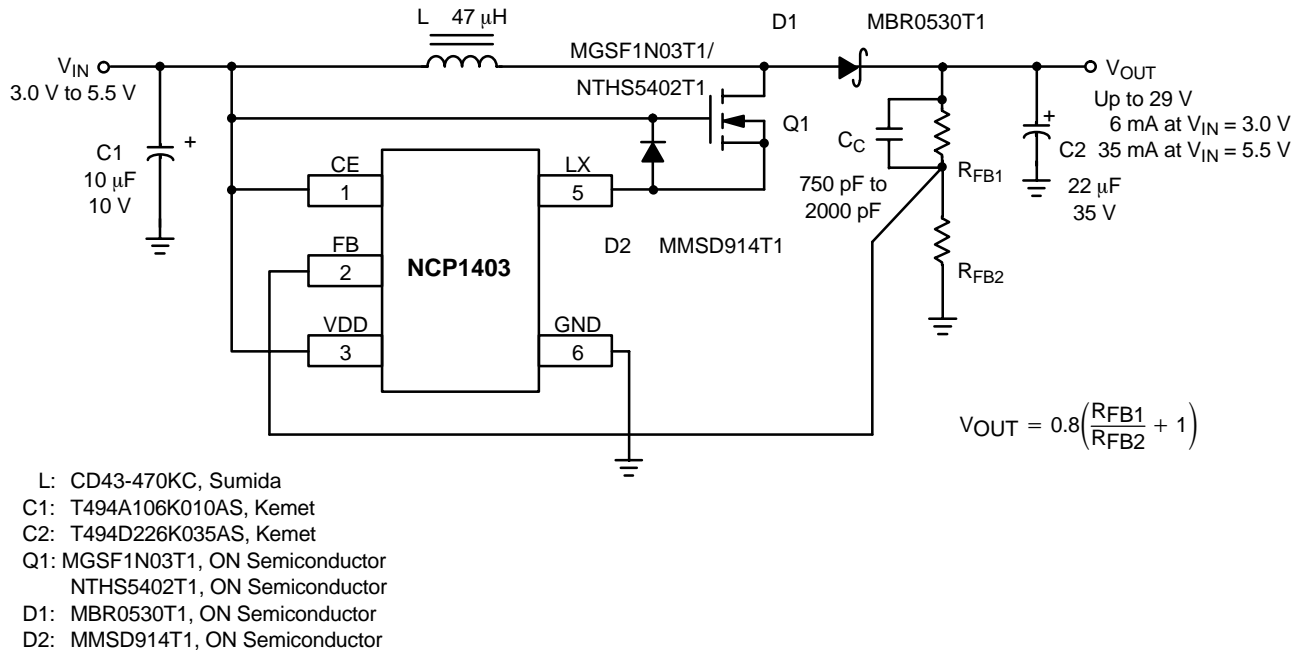 L 47 μH
D1 MBR0530T1
MGSF1N03T1/
NTHS5402T1
VIN
3.0 V to 5.5 V
VOUT
Up to 29 V
6 mA at VIN = 3.0 V
35 mA at VIN = 5.5 V
Q1
CC
750 pF to
2000 pF
RFB1
+
C2
22 μF
35 V
+
C1
10 μF
10 V
CE
1
LX
5
FB
2
NCP1403
D2 MMSD914T1
RFB2
VDD
3
GND
6
VOUT = 0.8(RFB1/RFB2 + 1)
L: CD43-470KC, Sumida
C1: T494A106K010AS, Kemet
C2: T494D226K035AS, Kemet
Q1: MGSF1N03T1, ON Semiconductor
NTHS5402T1, ON Semiconductor
D1: MBR0530T1, ON Semiconductor
D2: MMSD914T1, ON Semiconductor